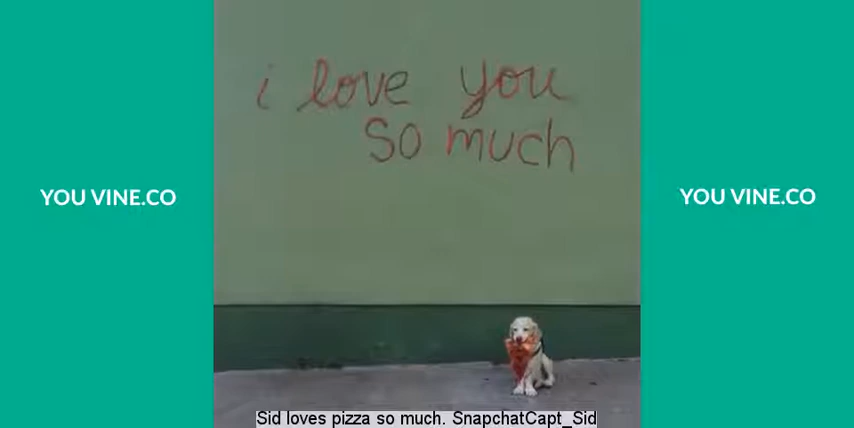 i love you
so much
YOU VINE.CO
YOU VINE.CO
Sid loves pizza so much. SnapchatCapt_Sid